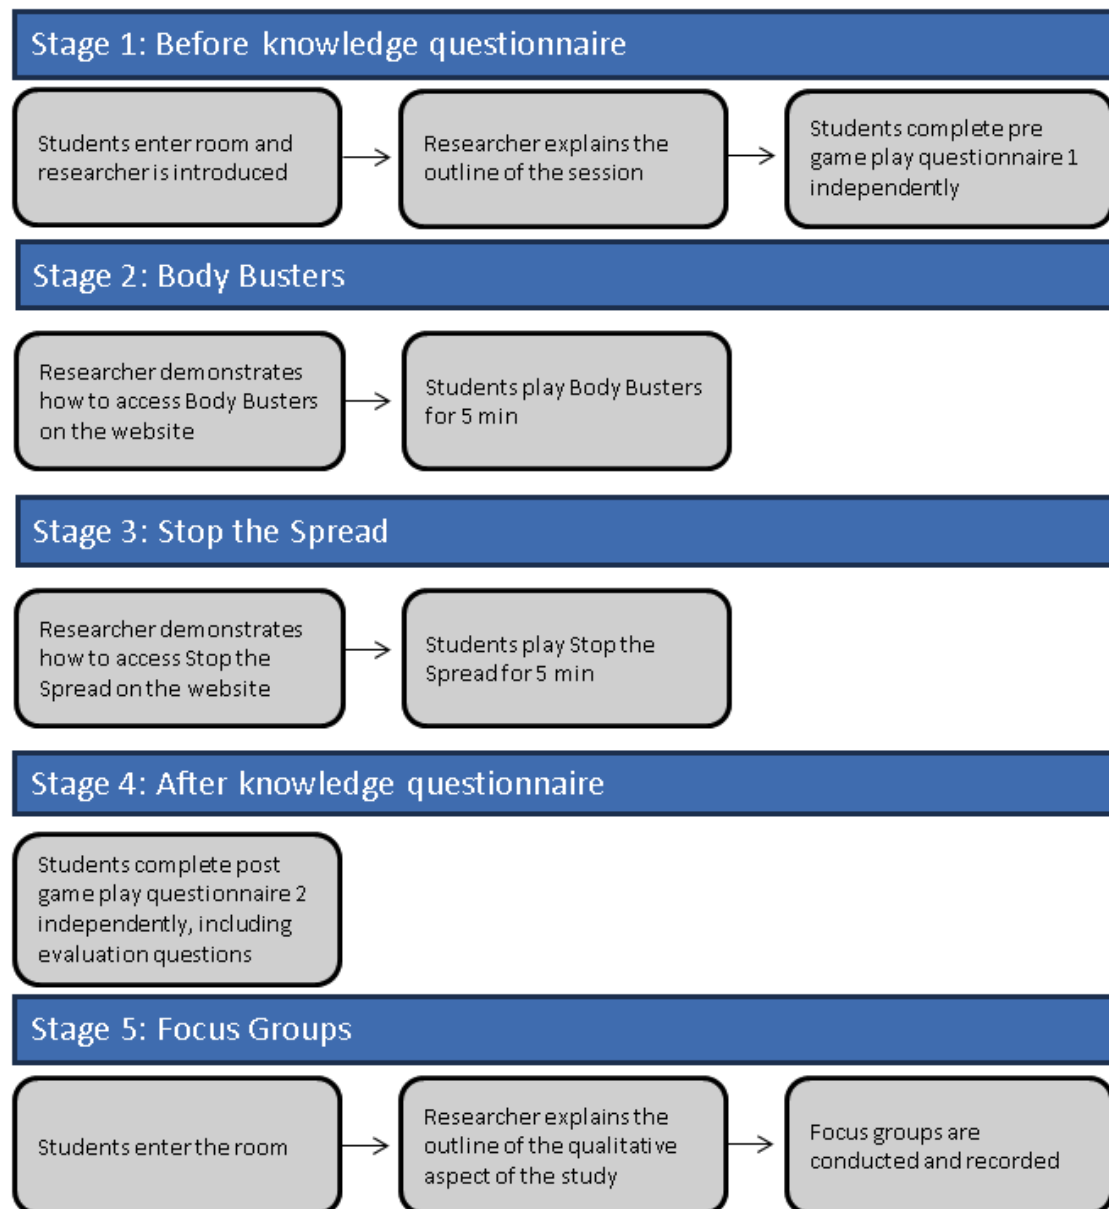 Stage 1: Before knowledge questionnaire
Students enter room and
researcher is introduced
Researcher explains the
outline of the session
Students complete pre
game play questionnaire 1
independently
Stage 2: Body Busters
Researcher demonstrates
how to access Body Busters
on the website
Students play Body Busters
for 5 min
Stage 3: Stop the Spread
Researcher demonstrates
how to access Stop the
Spread on the website
Students play Stop the
Spread for 5 min
Stage 4: After knowledge questionnaire
Students complete post
game play questionnaire 2
independently, including
evaluation questions
Stage 5: Focus Groups
Students enter the room
Researcher explains the
outline of the qualitative
aspect of the study
Focus groups are
conducted and recorded